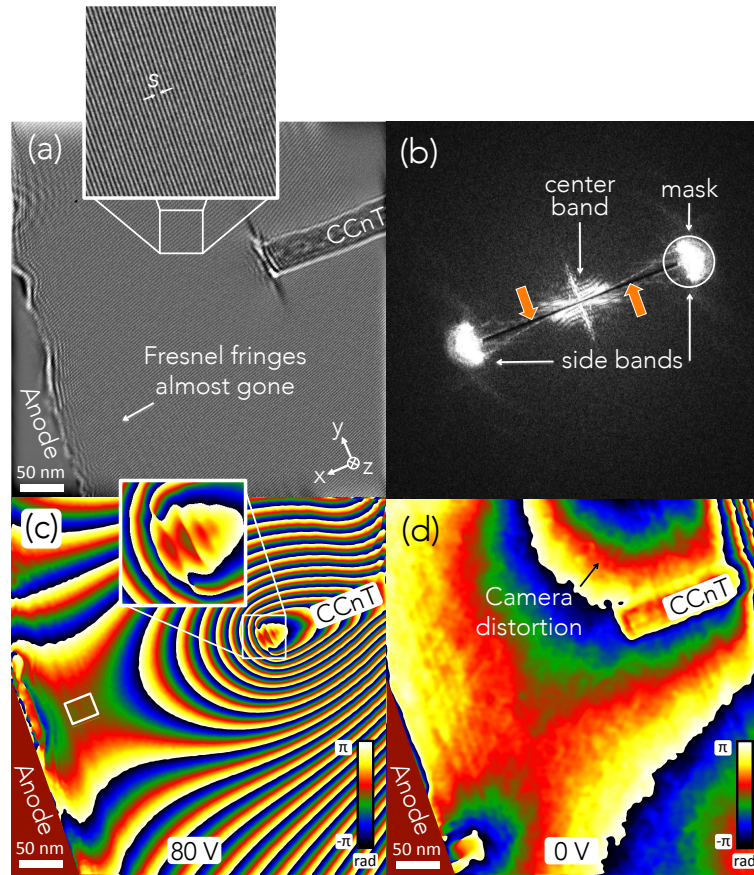 s
(a)
CCnT
Fresnel fringes
almost gone
Anode
y
x
z
50 nm
(b)
center
band
mask
side bands
(c)
CCnT
Anode
50 nm
80 V
π
-π
rad
(d)
Camera
distortion
CCnT
Anode
50 nm
0 V
π
-π
rad